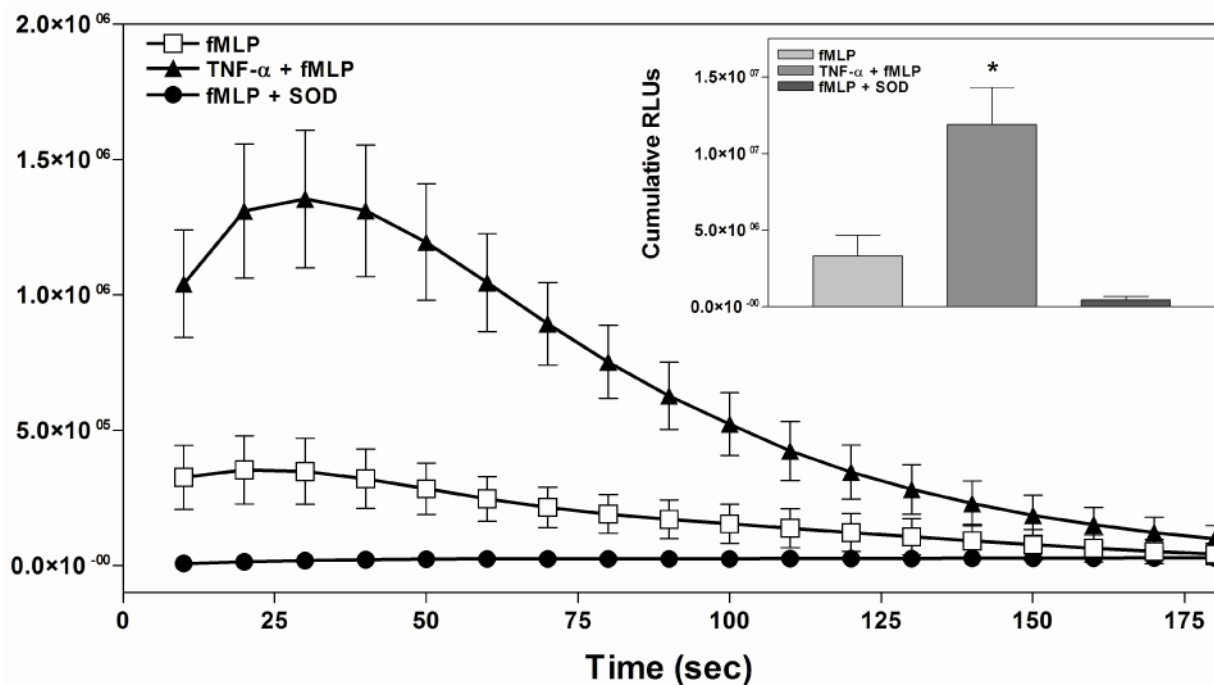 2.0× 10 06
1.5× 10 06
1.0× 10 06
5.0× 10 05
0.0× 10 -00
fMLP
TNF-α + fMLP
fMLP + SOD
Cumulative RLUs
1.5× 10 07
1.0× 10 07
5.0× 10 06
0.0× 10 -00
fMLP
TNF-α + fMLP
fMLP + SOD
*
0 25 50 75 100 125 150 175
Time (sec)